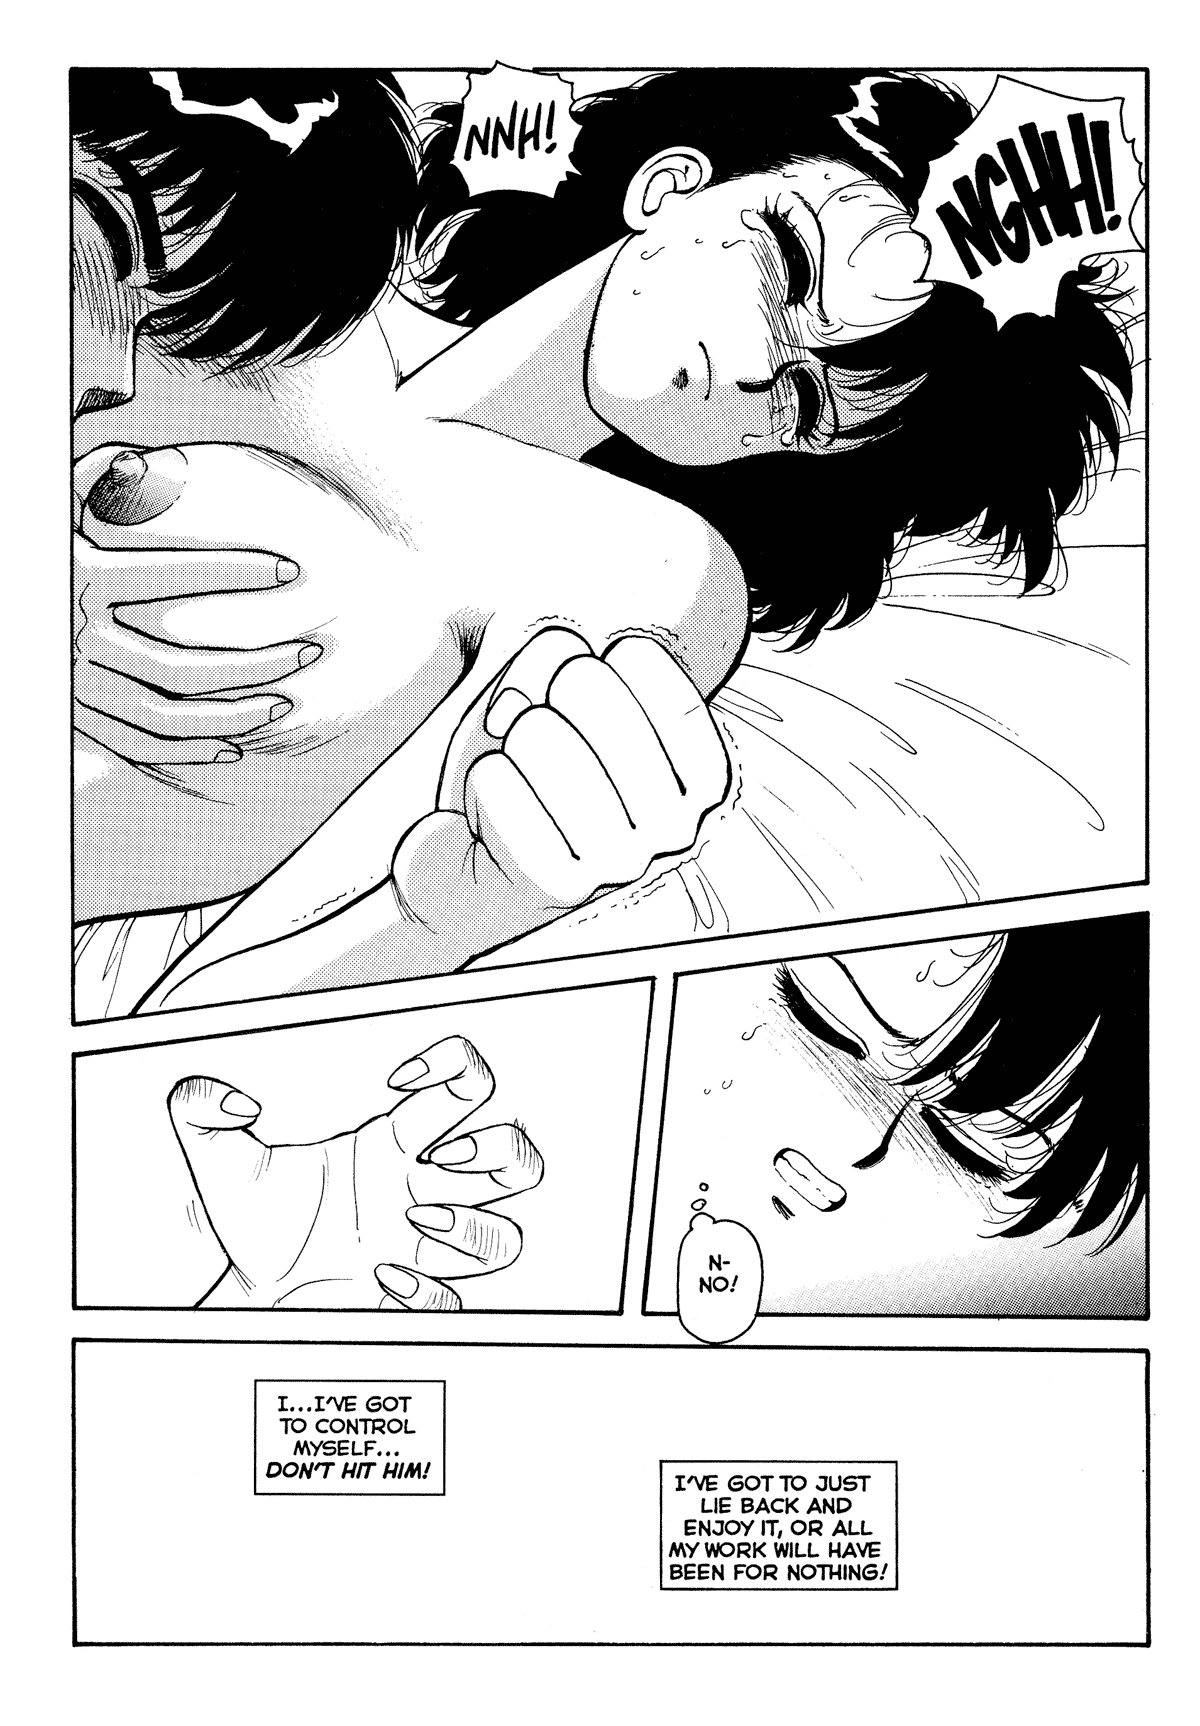 NNH!
NGHH!
N-
NO!
I...I'VE GOT
TO CONTROL
MYSELF...
DON'T HIT HIM!
I'VE GOT TO JUST
LIE BACK AND
ENJOY IT, OR ALL
MY WORK WILL HAVE
BEEN FOR NOTHING!